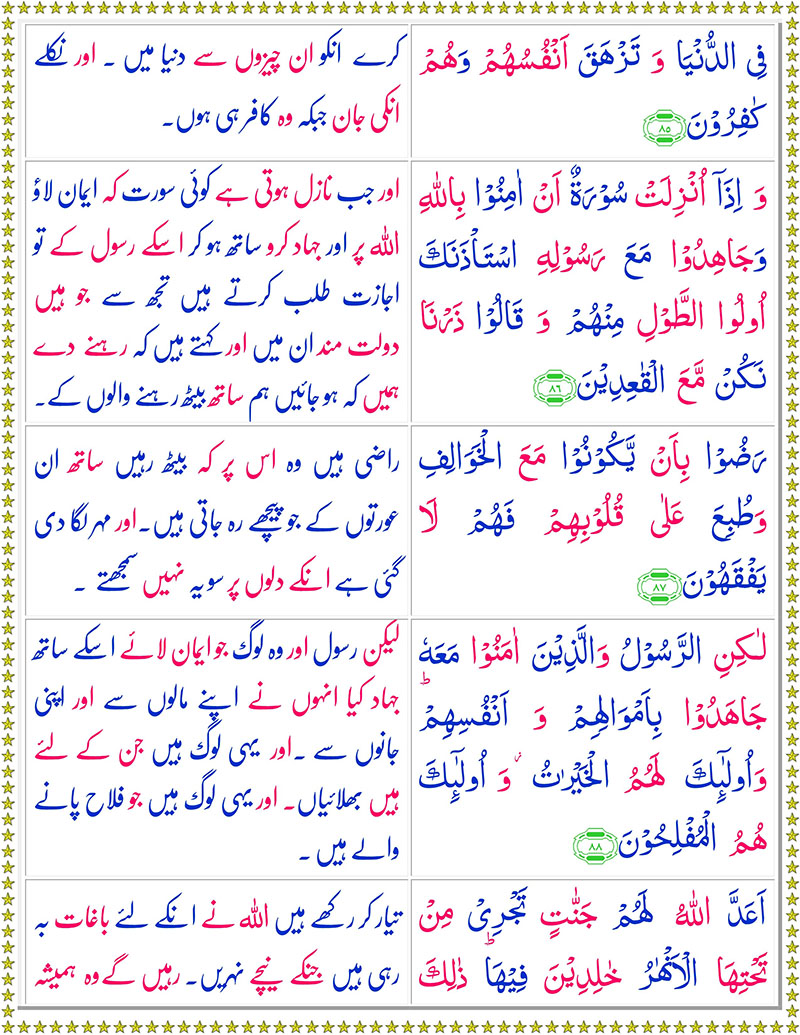 فِي الدُّنْيَا وَ تَزْهَقَ اَنْفُسُهُمْ وَهُمْ
كٰفِرُوْنَ ﴿۸۵﴾
کرے انکو ان چیزوں سے دنیا میں ۔ اور نکلے
انکی جان جبکہ وہ کافر ہی ہوں۔
وَ اِذَآ اُنْزِلَتْ سُوْرَةٌ اَنْ اٰمِنُوْا بِاللّٰهِ
وَجَاهِدُوْا مَعَ رَسُوْلِهِ اسْتَاْذَنَكَ
اُولُوا الطَّوْلِ مِنْهُمْ وَ قَالُوْا ذَرْنَا
نَكُنْ مَّعَ الْقٰعِدِيْنَ ﴿۸۶﴾
اور جب نازل ہوتی ہے کوئی سورت کہ ایمان لاؤ
اللہ پر اور جہاد کرو ساتھ ہو کر اسکے رسول کے تو
اجازت طلب کرتے ہیں تجھ سے جو ہیں
دولت مند ان میں اور کہتے ہیں کہ رہنے دے
ہمیں کہ ہو جائیں ہم ساتھ بیٹھ رہنے والوں کے۔
رَضُوْا بِاَنْ يَّكُوْنُوْا مَعَ الْخَوَالِفِ
وَطُبِعَ عَلٰى قُلُوْبِهِمْ فَهُمْ لَا
يَفْقَهُوْنَ ﴿۸۷﴾
راضی ہیں وہ اس پر کہ بیٹھ رہیں ساتھ ان
عورتوں کے جو پیچھے رہ جاتی ہیں۔ اور مہر لگا دی
گئی ہے انکے دلوں پر سو یہ نہیں سمجھتے ۔
لٰكِنِ الرَّسُوْلُ وَالَّذِيْنَ اٰمَنُوْا مَعَهٗ
جَاهَدُوْا بِاَمْوَالِهِمْ وَ اَنْفُسِهِمْ ؕ
وَاُولٰٓئِكَ لَهُمُ الْخَيْرٰتُ ؗ وَ اُولٰٓئِكَ
هُمُ الْمُفْلِحُوْنَ ﴿۸۸﴾
لیکن رسول اور وہ لوگ جو ایمان لائے اسکے ساتھ
جہاد کیا انہوں نے اپنے مالوں سے اور اپنی
جانوں سے ۔ اور یہی لوگ ہیں جن کے لئے
ہیں بھلائیاں۔ اور یہی لوگ ہیں جو فلاح پانے
والے ہیں ۔
اَعَدَّ اللّٰهُ لَهُمْ جَنّٰتٍ تَجْرِيْ مِنْ
تَحْتِهَا الْاَنْهٰرُ خٰلِدِيْنَ فِيْهَا ؕ ذٰلِكَ
تیار کر رکھے ہیں اللہ نے انکے لئے باغات بہ
رہی ہیں جنکے نیچے نہریں۔ رہیں گے وہ ہمیشہ